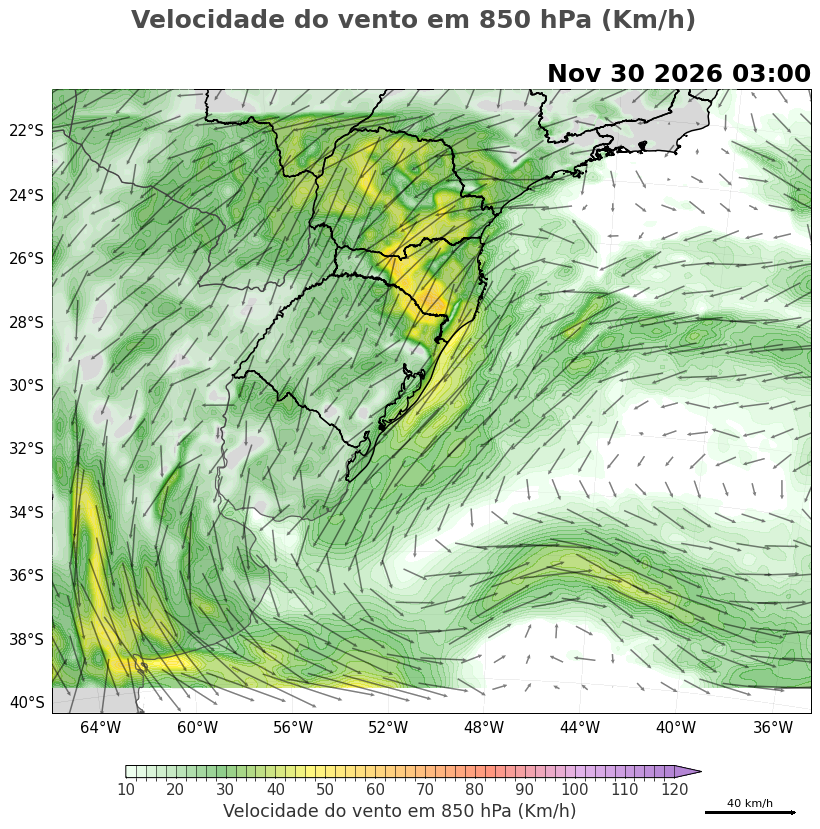 Velocidade do vento em 850 hPa (Km/h)
Nov 30 2026 03:00
22°S
24°S
26°S
28°S
30°S
32°S
34°S
36°S
38°S
40°S
64°W 60°W 56°W 52°W 48°W 44°W 40°W 36°W
10 20 30 40 50 60 70 80 90 100 110 120
Velocidade do vento em 850 hPa (Km/h)
40 km/h